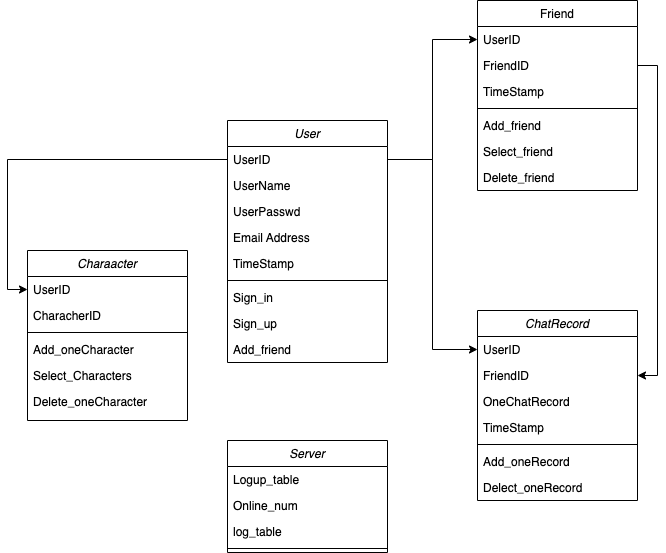 Friend
UserID
FriendID
TimeStamp
Add_friend
Select_friend
Delete_friend
User
UserID
UserName
UserPasswd
Email Address
TimeStamp
Sign_in
Sign_up
Add_friend
Charaacter
UserID
CharacherID
Add_oneCharacter
Select_Characters
Delete_oneCharacter
ChatRecord
UserID
FriendID
OneChatRecord
TimeStamp
Add_oneRecord
Delect_oneRecord
Server
Logup_table
Online_num
log_table